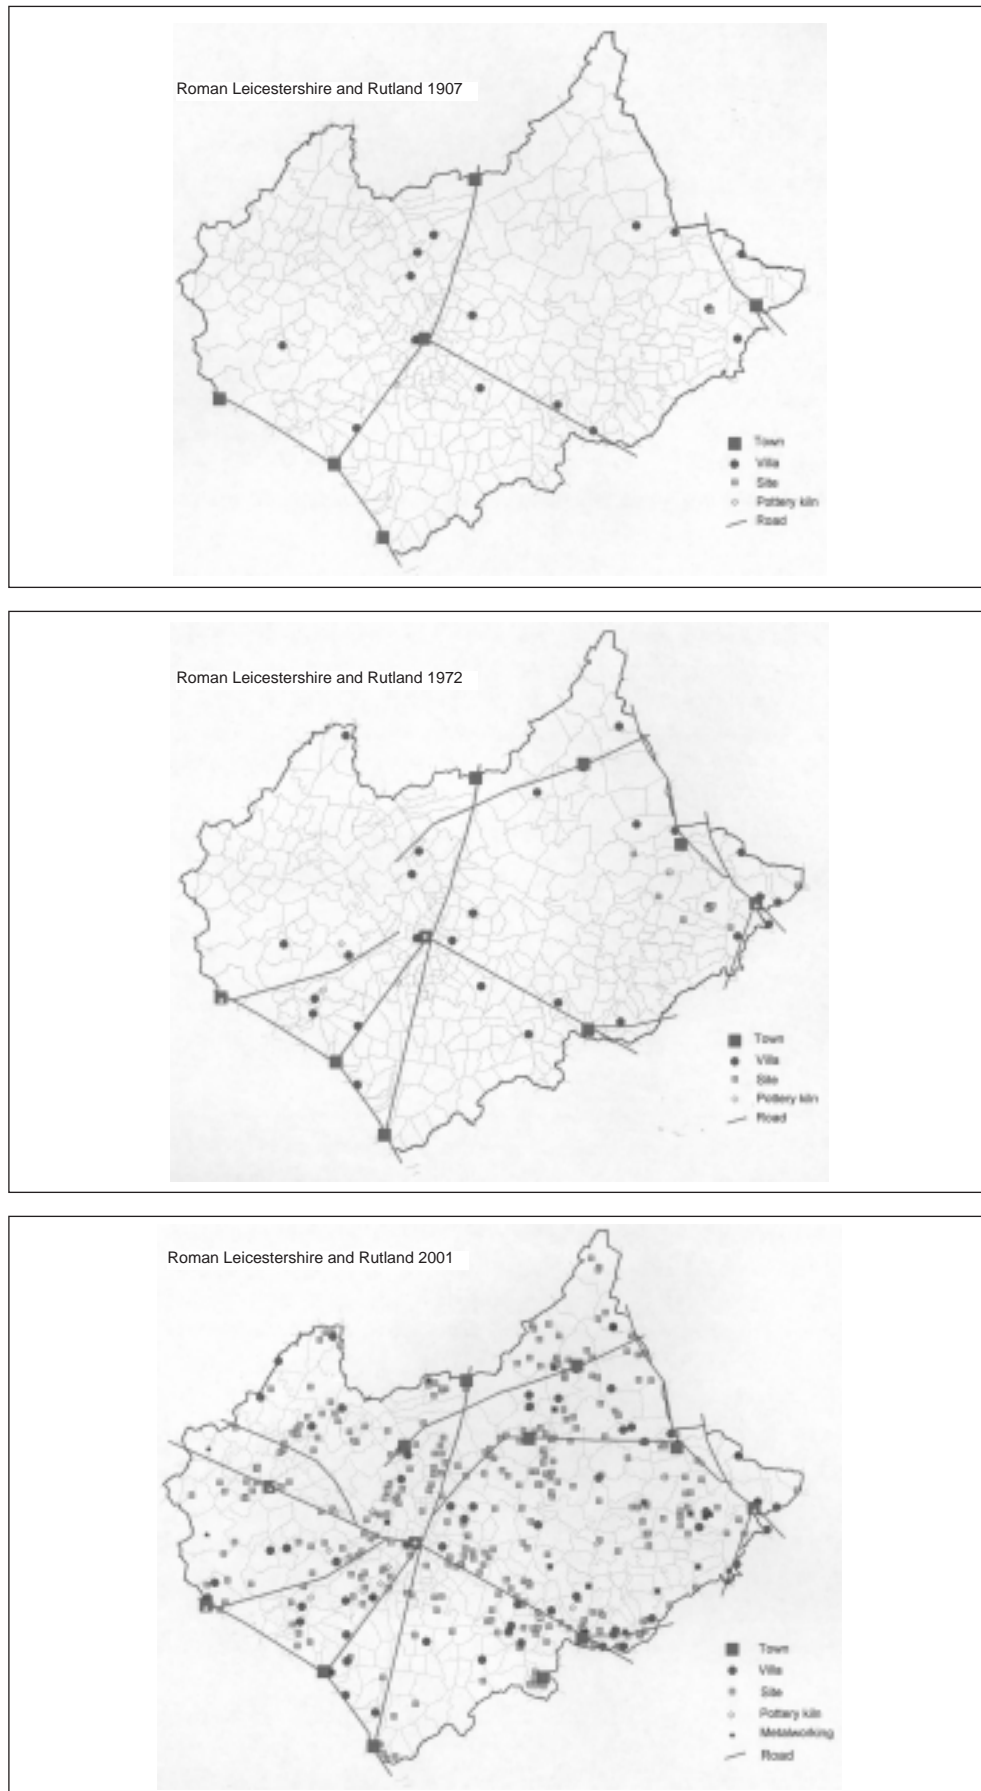 Roman Leicestershire and Rutland 1907
Town
Villa
Site
Pottery kiln
Road
Roman Leicestershire and Rutland 1972
Town
Villa
Site
Pottery kiln
Road
Roman Leicestershire and Rutland 2001
Town
Villa
Site
Pottery kiln
Metalworking
Road